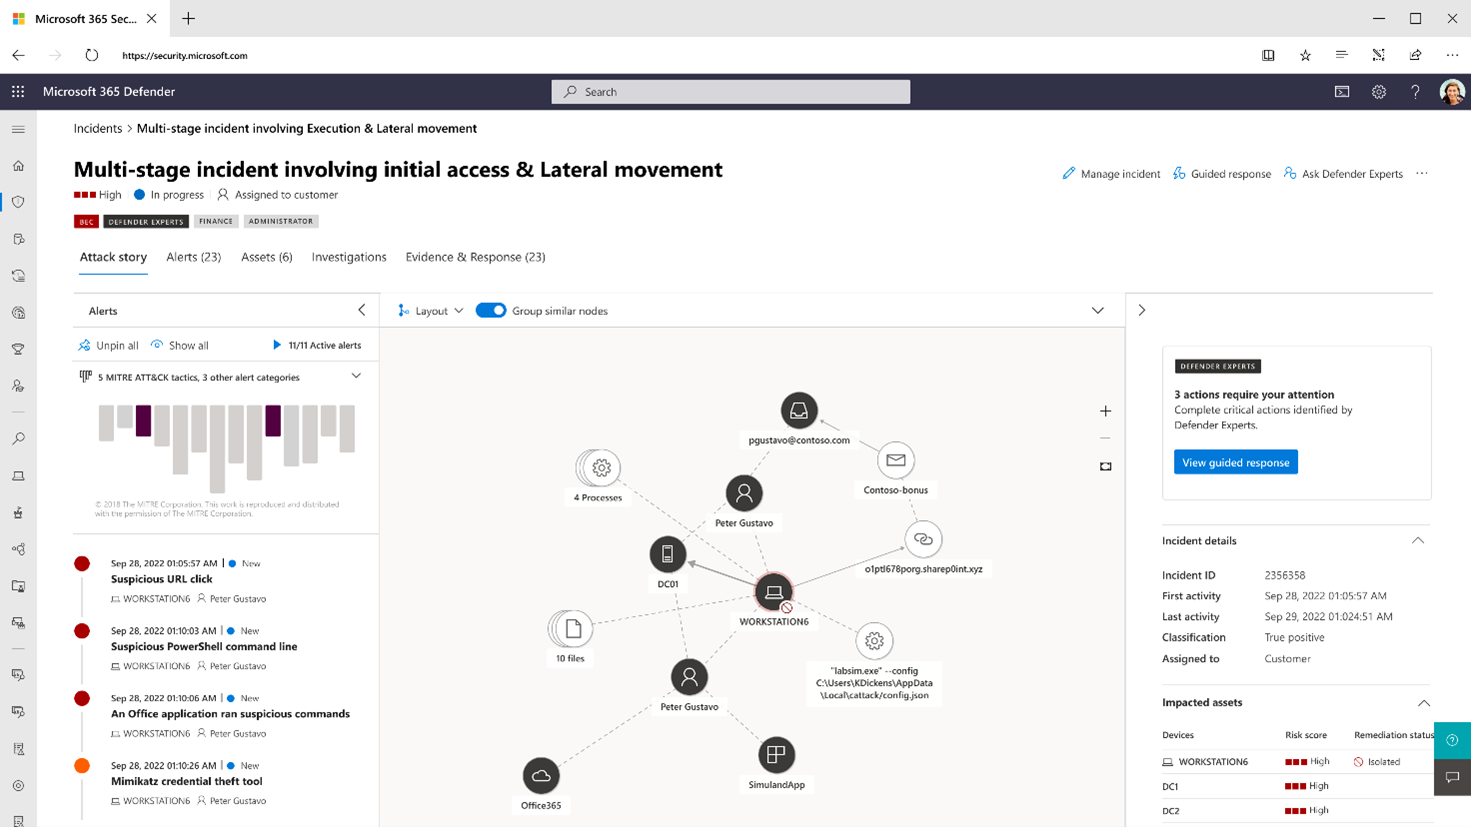 Microsoft 365 Sec...
https://security.microsoft.com
Microsoft 365 Defender
Search
Incidents > Multi-stage incident involving Execution & Lateral movement
Multi-stage incident involving initial access & Lateral movement
Manage incident
Guided response
Ask Defender Experts
High
In progress
Assigned to customer
BEC
DEFENDER EXPERTS
FINANCE
ADMINISTRATOR
Attack story
Alerts (23)
Assets (6)
Investigations
Evidence & Response (23)
Alerts
Unpin all
Show all
11/11 Active alerts
5 MITRE ATT&CK tactics, 3 other alert categories
© 2018 The MITRE Corporation. This work is reproduced and distributed
with the permission of The MITRE Corporation.
Sep 28, 2022 01:05:57 AM | New
Suspicious URL click
WORKSTATION6 Peter Gustavo
Sep 28, 2022 01:10:03 AM | New
Suspicious PowerShell command line
WORKSTATION6 Peter Gustavo
Sep 28, 2022 01:10:06 AM | New
An Office application ran suspicious commands
WORKSTATION6 Peter Gustavo
Sep 28, 2022 01:10:26 AM | New
Mimikatz credential theft tool
WORKSTATION6 Peter Gustavo
Layout
Group similar nodes
pgustavo@contoso.com
Contoso-bonus
4 Processes
Peter Gustavo
DC01
o1ptl678porg.sharep0int.xyz
WORKSTATION6
10 files
"labsim.exe" --config
C:\Users\KDickens\AppData
\Local\cattack/config.json
Peter Gustavo
SimulandApp
Office365
DEFENDER EXPERTS
3 actions require your attention
Complete critical actions identified by
Defender Experts.
View guided response
Incident details
Incident ID 2356358
First activity Sep 28, 2022 01:05:57 AM
Last activity Sep 29, 2022 01:024:51 AM
Classification True positive
Assigned to Customer
Impacted assets
Devices Risk score Remediation status
WORKSTATION6 High Isolated
DC1 High
DC2 High